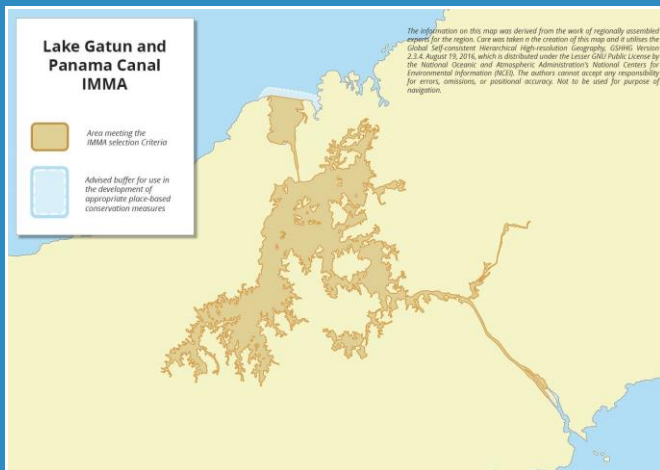 Lake Gatun and
Panama Canal
IMMA
Area meeting the
IMMA selection Criteria
Advised buffer for use in
the development of
appropriate place-based
conservation measures
The information on this map was derived from the work of regionally assembled
experts for the region. Care was taken n the creation of this map and it utilises the
Global Self-consistent Hierarchical High-resolution Geography, GSHHG Version
2.3.4, August 19, 2016, which is distributed under the Lesser GNU Public License by
the National Oceanic and Atmospheric Administration's National Centers for
Environmental Information (NCEI). The authors cannot accept any responsibility
for errors, omissions, or positional accuracy. Not to be used for purpose of
navigation.